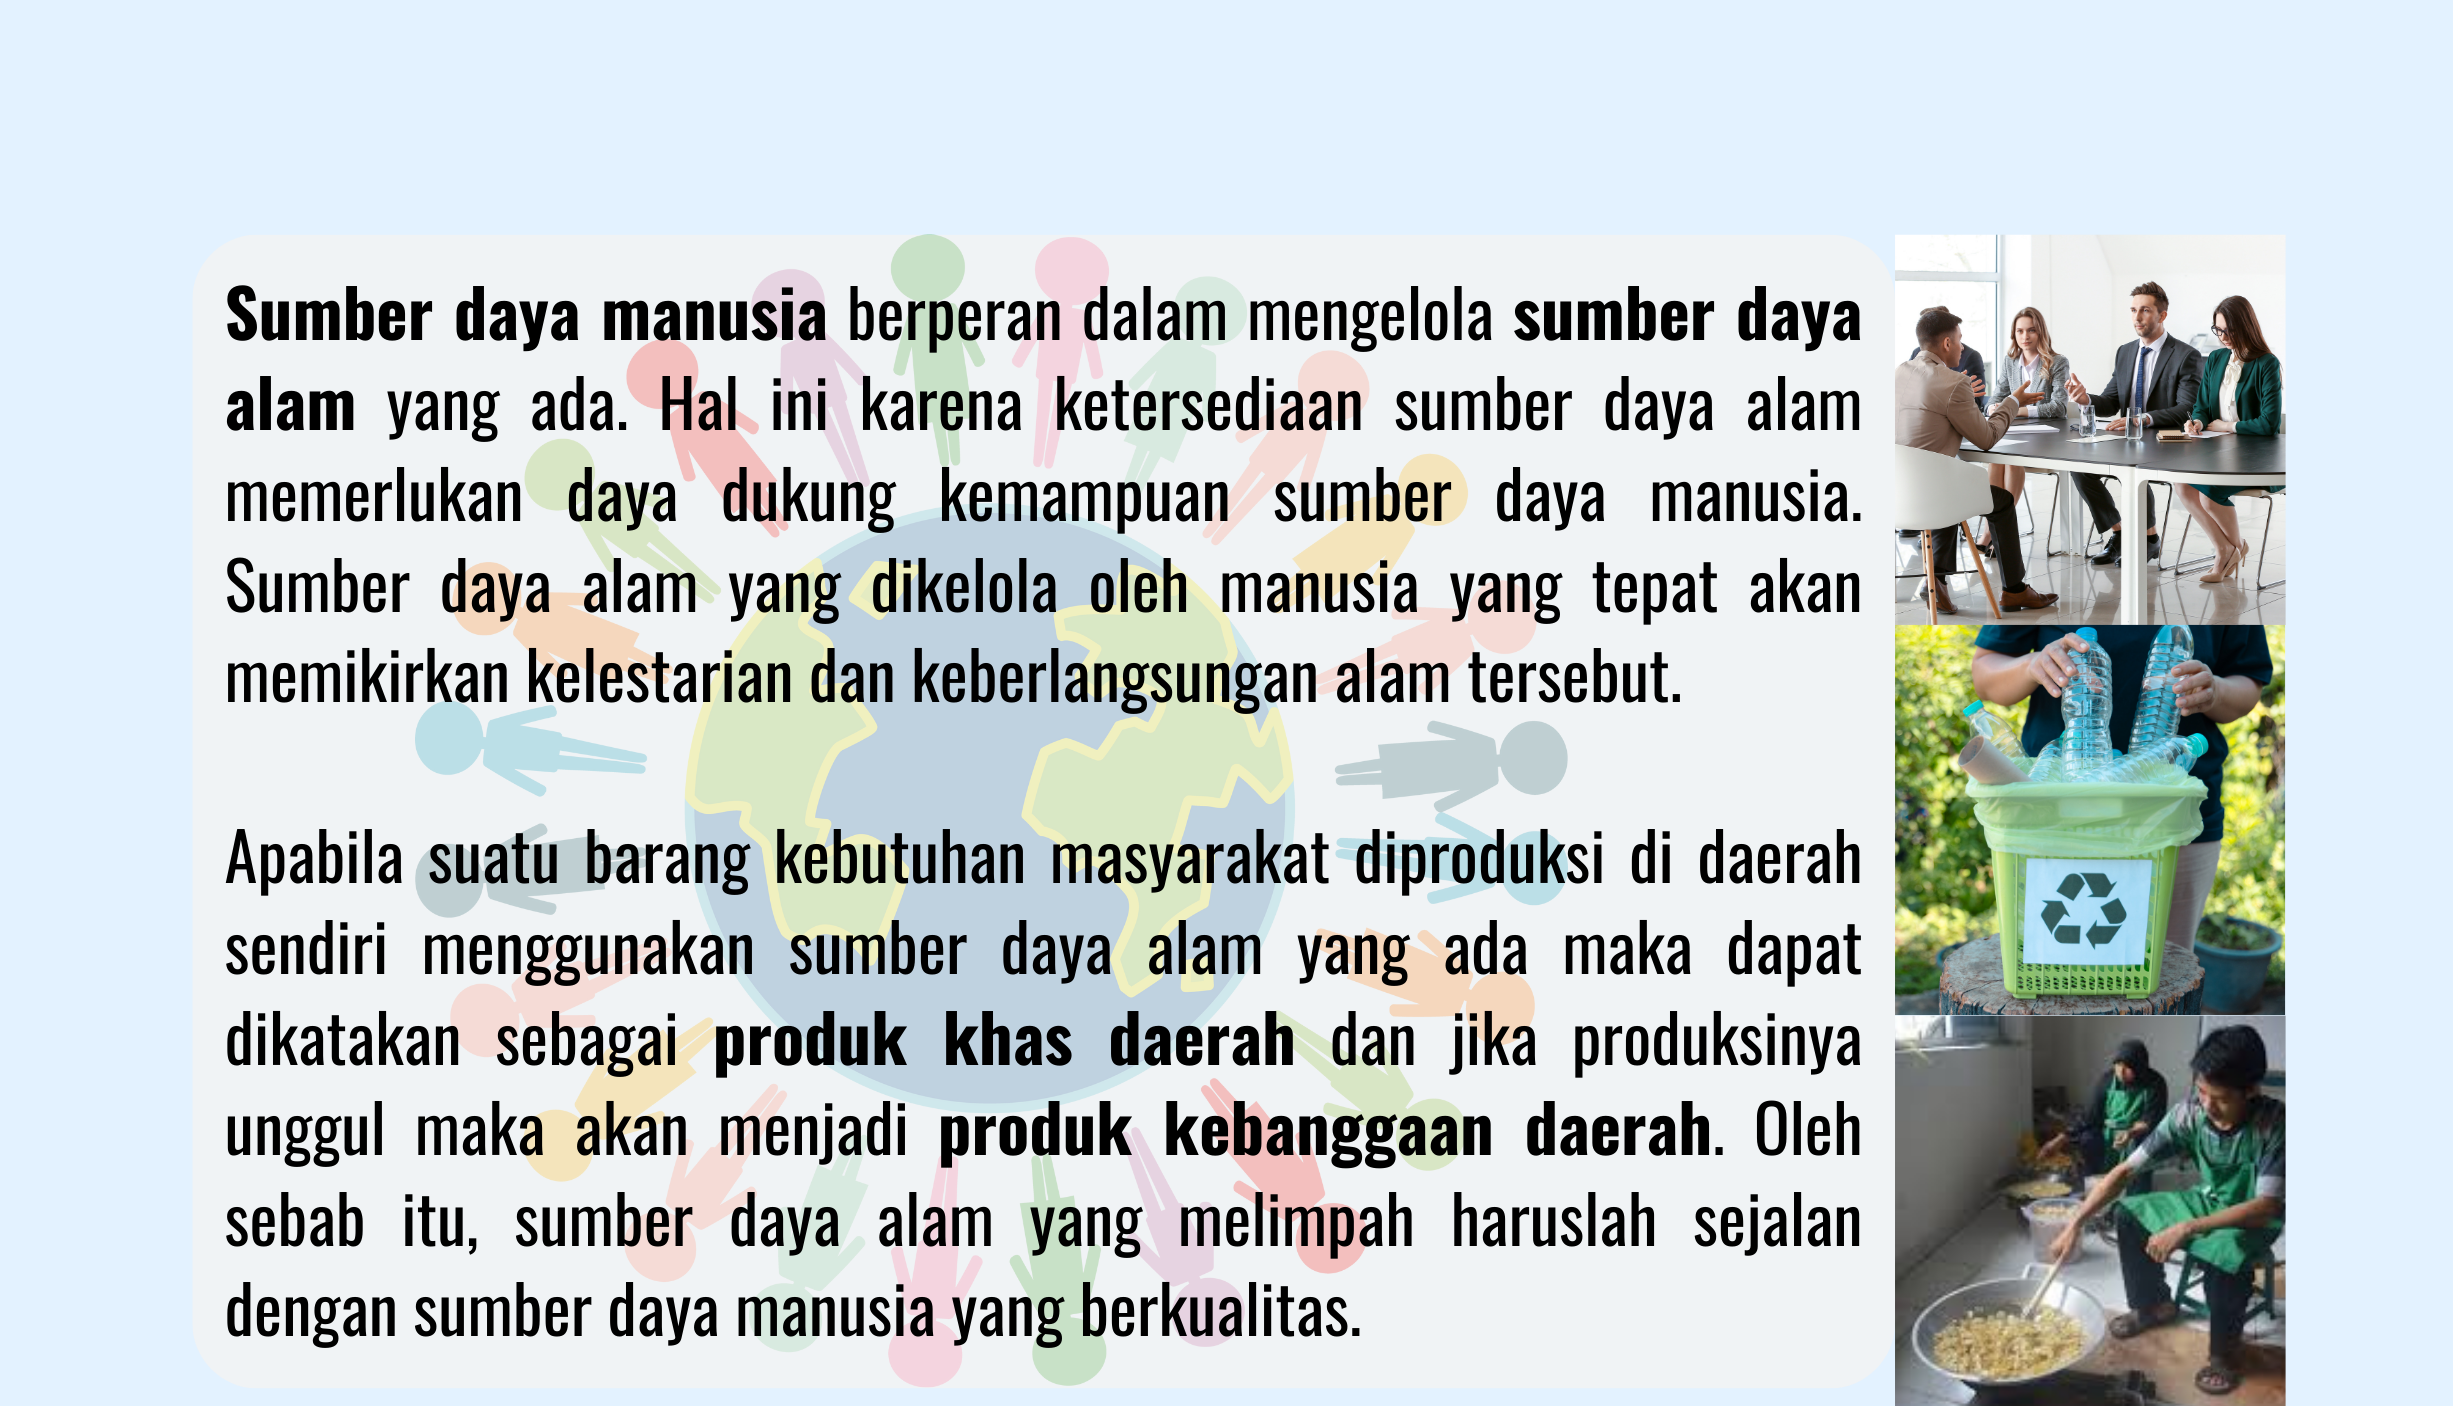 Sumber daya manusia berperan dalam mengelola sumber daya
alam yang ada. Hal ini karena ketersediaan sumber daya alam
memerlukan daya dukung kemampuan sumber daya manusia.
Sumber daya alam yang dikelola oleh manusia yang tepat akan
memikirkan kelestarian dan keberlangsungan alam tersebut.
Apabila suatu barang kebutuhan masyarakat diproduksi di daerah
sendiri menggunakan sumber daya alam yang ada maka dapat
dikatakan sebagai produk khas daerah dan jika produksinya
unggul maka akan menjadi produk kebanggaan daerah. Oleh
sebab itu, sumber daya alam yang melimpah haruslah sejalan
dengan sumber daya manusia yang berkualitas.